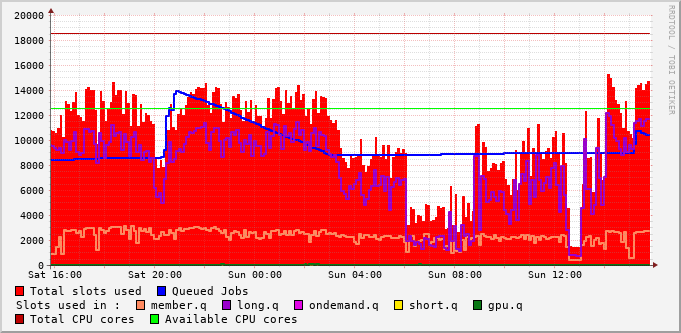 20000
18000
16000
14000
12000
10000
8000
6000
4000
2000
0
Sat 16:00 Sat 20:00 Sun 00:00 Sun 04:00 Sun 08:00 Sun 12:00
Total slots used Queued Jobs
Slots used in : member.q long.q ondemand.q short.q gpu.q
Total CPU cores Available CPU cores
RRDTOOL / TOBI OETIKER